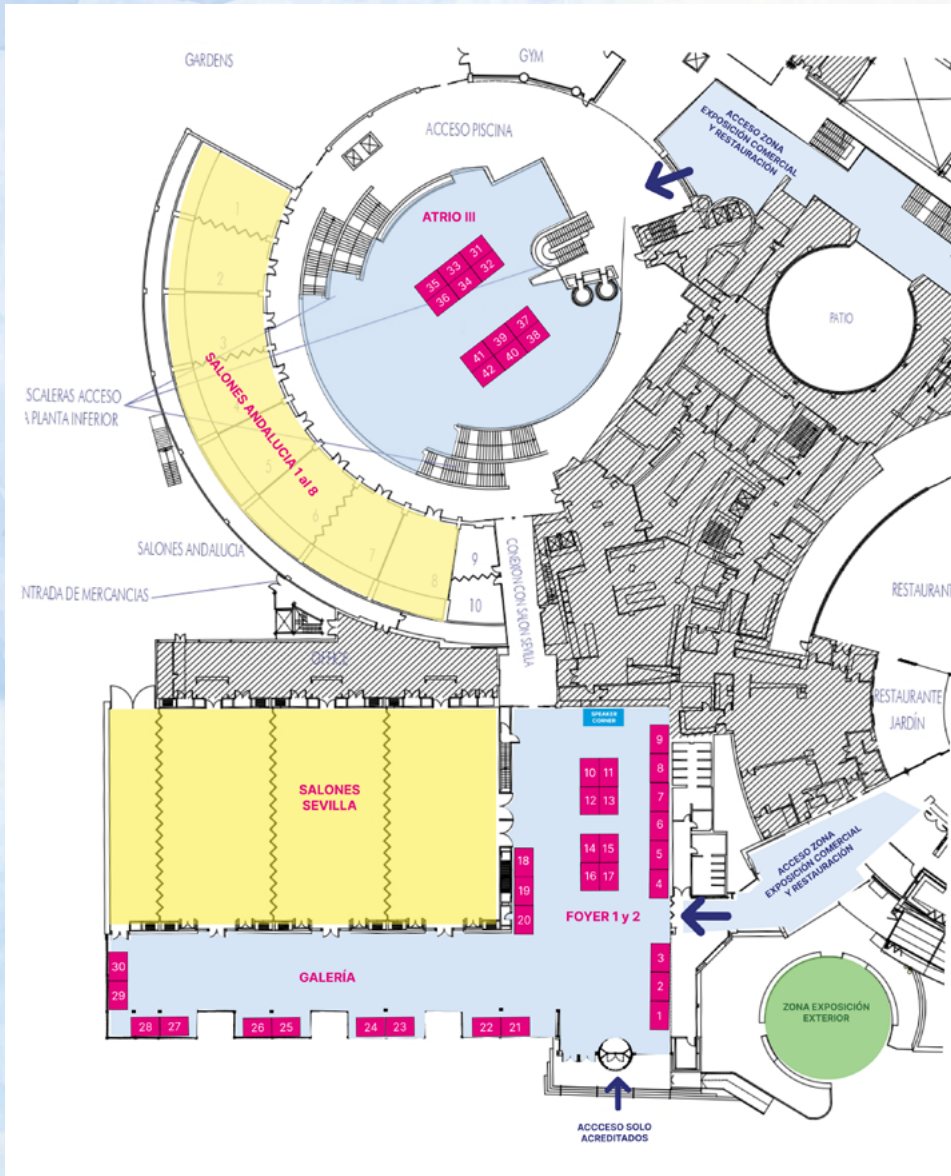 GARDENS
GYM
ACCESO PISCINA
ACCESO ZONA
EXPOSICIÓN COMERCIAL
Y RESTAURACIÓN
ATRIO III
1
2
3
5
6
7
8
9
10
SALONES ANDALUCIA 1 al 8
31
33
32
35
34
36
37
39
38
41
40
42
PATIO
SCALERAS ACCESO
A PLANTA INFERIOR
SALONES ANDALUCIA
NTRADA DE MERCANCIAS
CONEXION CON SALON SEVILLA
OFFICE
RESTAURANT
RESTAURANTE
JARDÍN
SPEAKER
CORNER
SALONES
SEVILLA
9
8
7
6
5
4
10 11
12 13
14 15
16 17
18
19
20
FOYER 1 y 2
ACCESO ZONA
EXPOSICIÓN COMERCIAL
Y RESTAURACIÓN
3
2
1
GALERÍA
30
29
28 27
26 25
24 23
22 21
ZONA EXPOSICIÓN
EXTERIOR
ACCCESO SOLO
ACREDITADOS